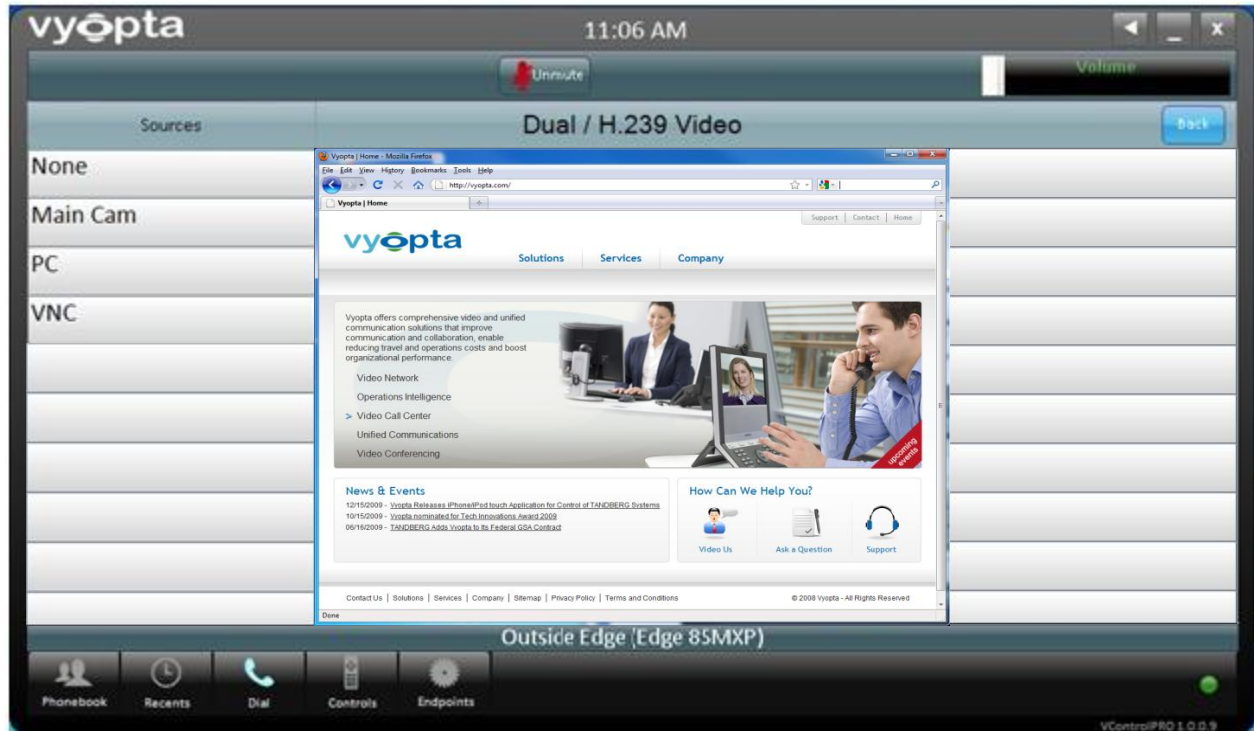 vyopta
11:06 AM
x
Unmute
Volume
Sources
Dual / H.239 Video
Back
None
Main Cam
PC
VNC
Vyopta | Home - Mozilla Firefox
File Edit View History Bookmarks Tools Help
http://vyopta.com/
Vyopta | Home
Support | Contact | Home
vyopta
Solutions Services Company
Vyopta offers comprehensive video and unified
communication solutions that improve
communication and collaboration, enable
reducing travel and operations costs and boost
organizational performance.
Video Network
Operations Intelligence
> Video Call Center
Unified Communications
Video Conferencing
upcoming
events
News & Events
12/15/2009 - Vyopta Releases iPhone/iPod touch Application for Control of TANDBERG Systems
10/15/2009 - Vyopta nominated for Tech Innovations Award 2009
06/16/2009 - TANDBERG Adds Vyopta to Its Federal GSA Contract
How Can We Help You?
Video Us Ask a Question Support
Contact Us | Solutions | Services | Company | Sitemap | Privacy Policy | Terms and Conditions
© 2008 Vyopta - All Rights Reserved
Done
Outside Edge (Edge 85MXP)
Phonebook Recents Dial Controls Endpoints
VControlPRO 1.0.0.9